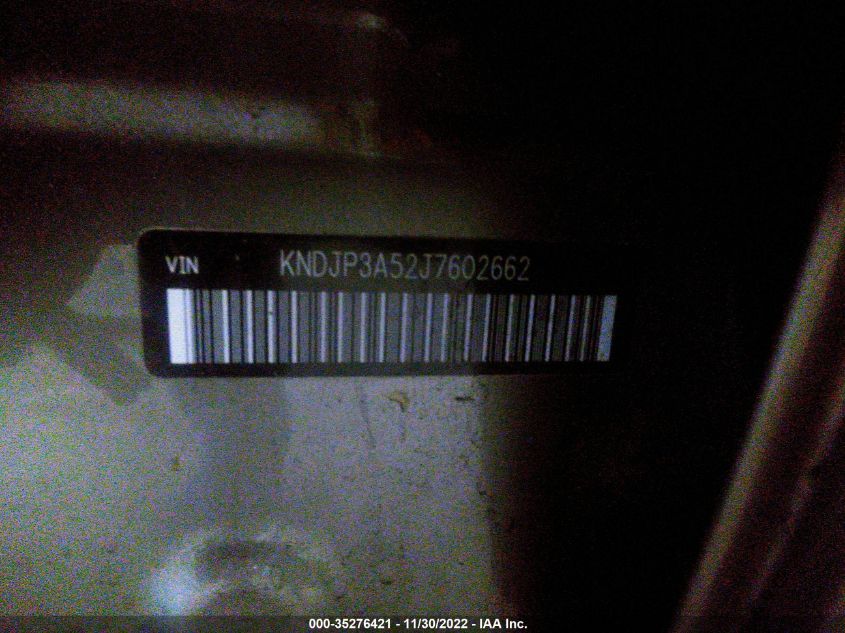 VIN KNDJP3A52J7602662
000-35276421 - 11/30/2022 - IAA Inc.